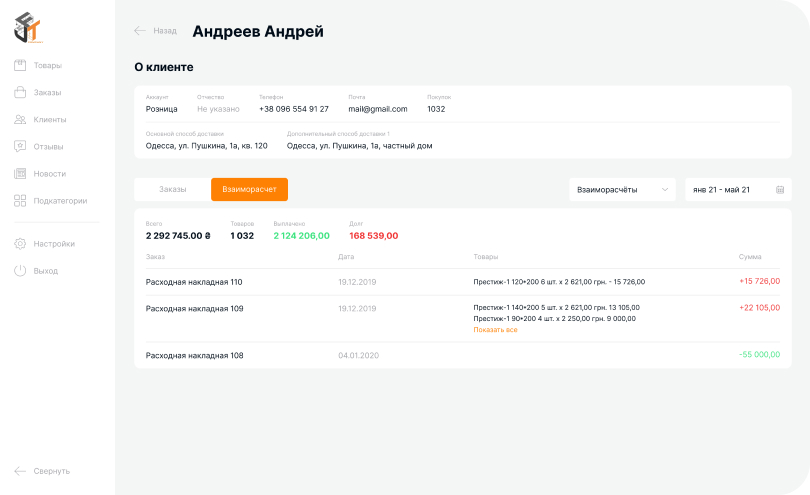 Назад
Андреев Андрей
Товары
Заказы
Клиенты
Отзывы
Новости
Подкатегории
Настройки
Выход
Свернуть
О клиенте
Аккаунт Отчество Телефон Почта Покупок
Розница Не указано +38 096 554 91 27 mail@gmail.com 1032
Основной способ доставки Дополнительный способ доставки 1
Одесса, ул. Пушкина, 1а, кв. 120 Одесса, ул. Пушкина, 1а, частный дом
Заказы Взаиморасчет Взаиморасчёты янв 21 - май 21
Всего Товаров Выплачено Долг
2 292 745.00 ₴ 1 032 2 124 206,00 168 539,00
Заказ Дата Товары Сумма
Расходная накладная 110 19.12.2019 Престиж-1 120*200 6 шт. x 2 621,00 грн. - 15 726,00 +15 726,00
Расходная накладная 109 19.12.2019 Престиж-1 140*200 5 шт. x 2 621,00 грн. 13 105,00 +22 105,00
Престиж-1 90*200 4 шт. x 2 250,00 грн. 9 000,00
Показать все
Расходная накладная 108 04.01.2020 -55 000,00